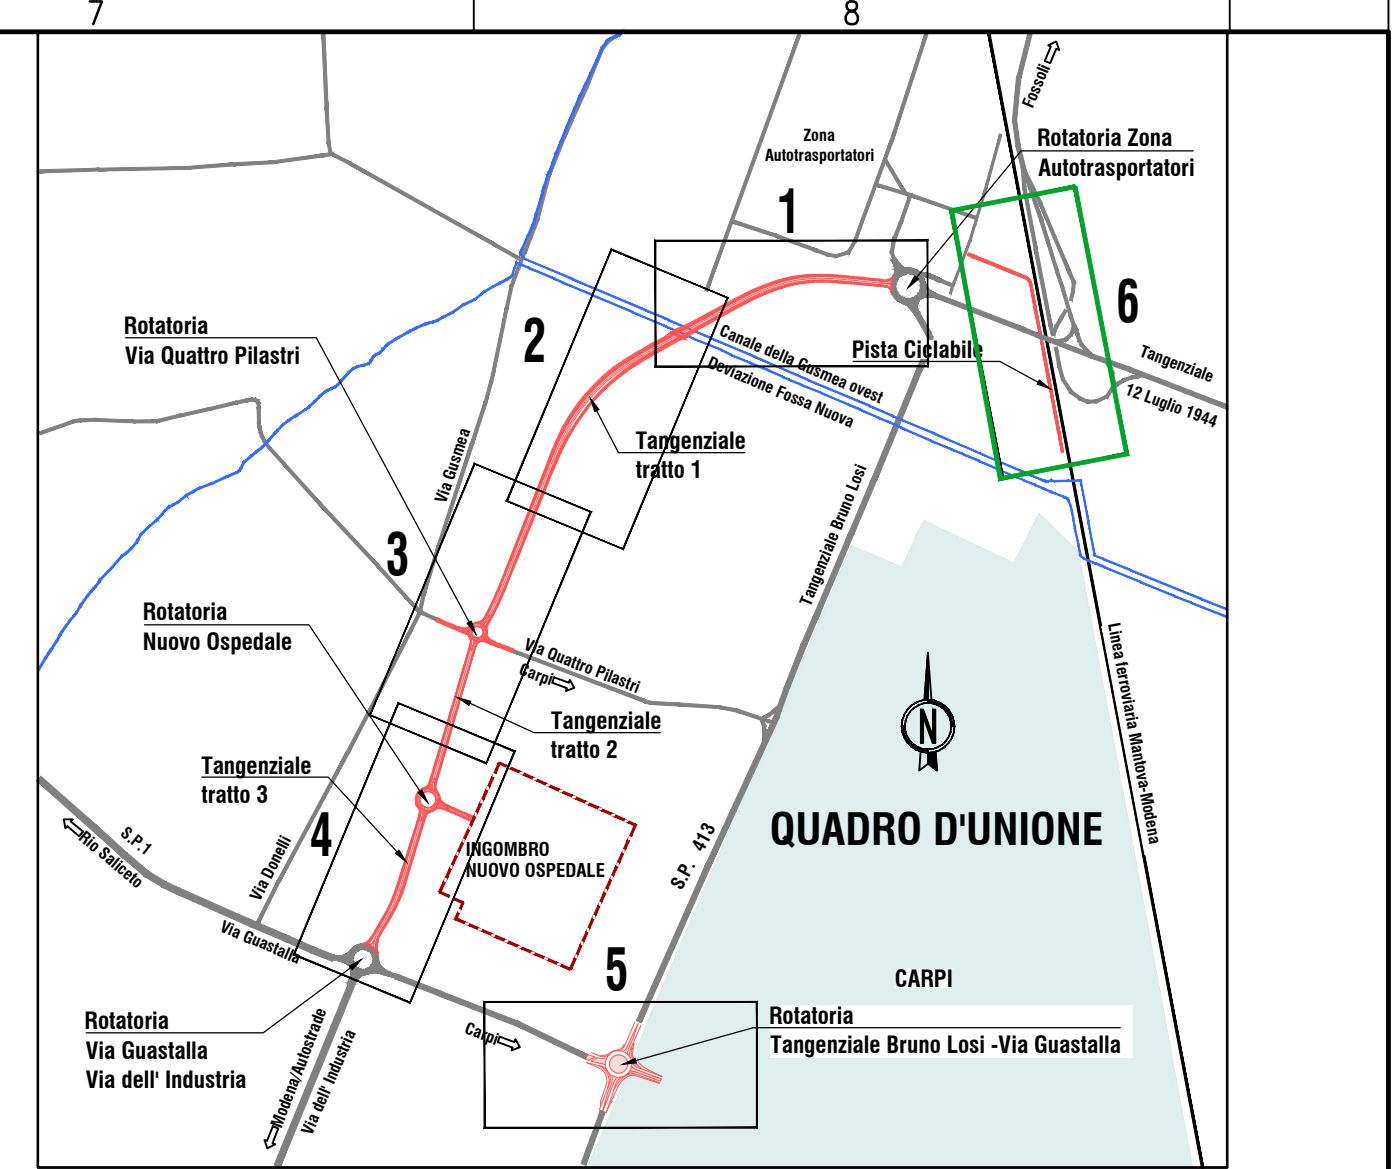 7
8
Fossoli
Zona
Autotrasportatori
Rotatoria Zona
Autotrasportatori
1
2
6
Rotatoria
Via Quattro Pilastri
Canale della Gusmea ovest
Deviazione Fossa Nuova
Pista Ciclabile
Tangenziale
12 Luglio 1944
Tangenziale
tratto 1
Via Gusmea
Tangenziale Bruno Losi
3
Rotatoria
Nuovo Ospedale
Via Quattro Pilastri
Carpi
Linea ferroviaria Mantova-Modena
N
Tangenziale
tratto 2
Tangenziale
tratto 3
QUADRO D'UNIONE
4
S.P.1
Rio Saliceto
Via Donelli
INGOMBRO
NUOVO OSPEDALE
S.P. 413
Via Guastalla
5
CARPI
Rotatoria
Via Guastalla
Via dell' Industria
Modena/Autostrade
Via dell' Industria
Carpi
Rotatoria
Tangenziale Bruno Losi -Via Guastalla